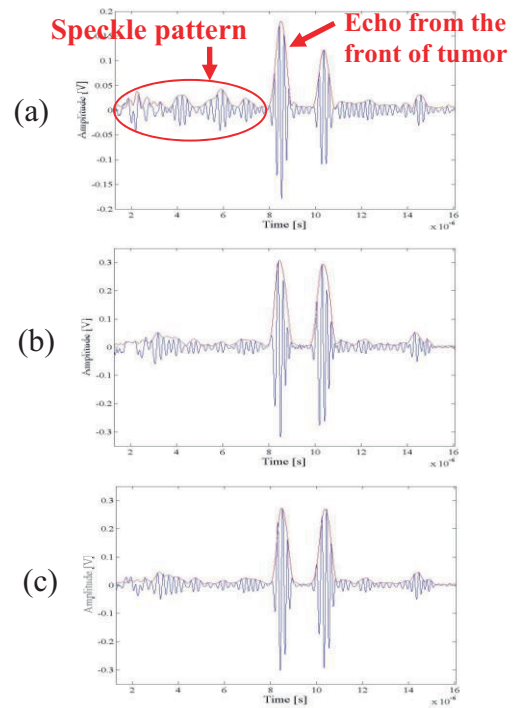 Speckle pattern
Echo from the
front of tumor
(a)
Amplitude [V]
0.2
0.15
0.1
0.05
0
-0.05
-0.1
-0.15
-0.2
2 4 6 8 10 12 14 16
Time [s]
x 10⁻⁶
(b)
Amplitude [V]
0.3
0.2
0.1
0
-0.1
-0.2
-0.3
2 4 6 8 10 12 14 16
Time [s]
x 10⁻⁶
(c)
Amplitude [V]
0.3
0.2
0.1
0
-0.1
-0.2
-0.3
2 4 6 8 10 12 14 16
Time [s]
x 10⁻⁶